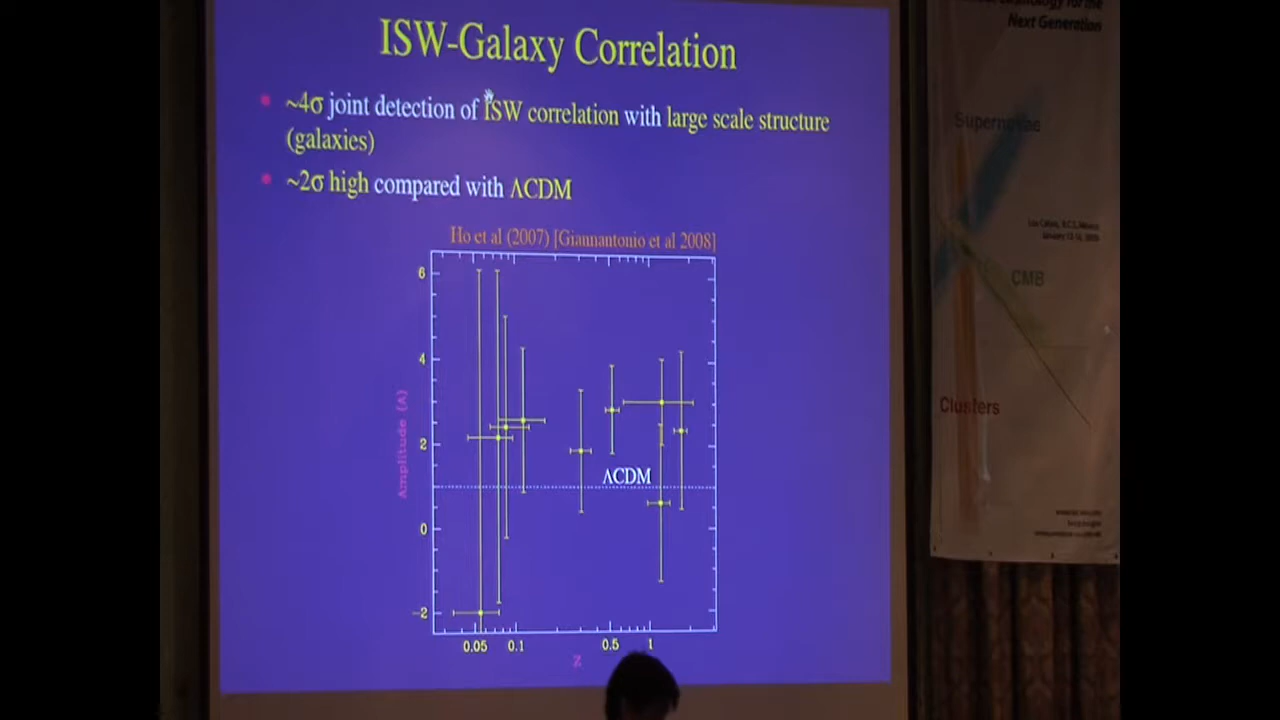 ISW-Galaxy Correlation
~4σ joint detection of ISW correlation with large scale structure
(galaxies)
~2σ high compared with ΛCDM
Ho et al (2007) [Giannantonio et al 2008]
6
4
2
0
-2
Amplitude (A)
ΛCDM
0.05 0.1 0.5 1
z
for the
Next Generation
Supernovae
CMB
Clusters